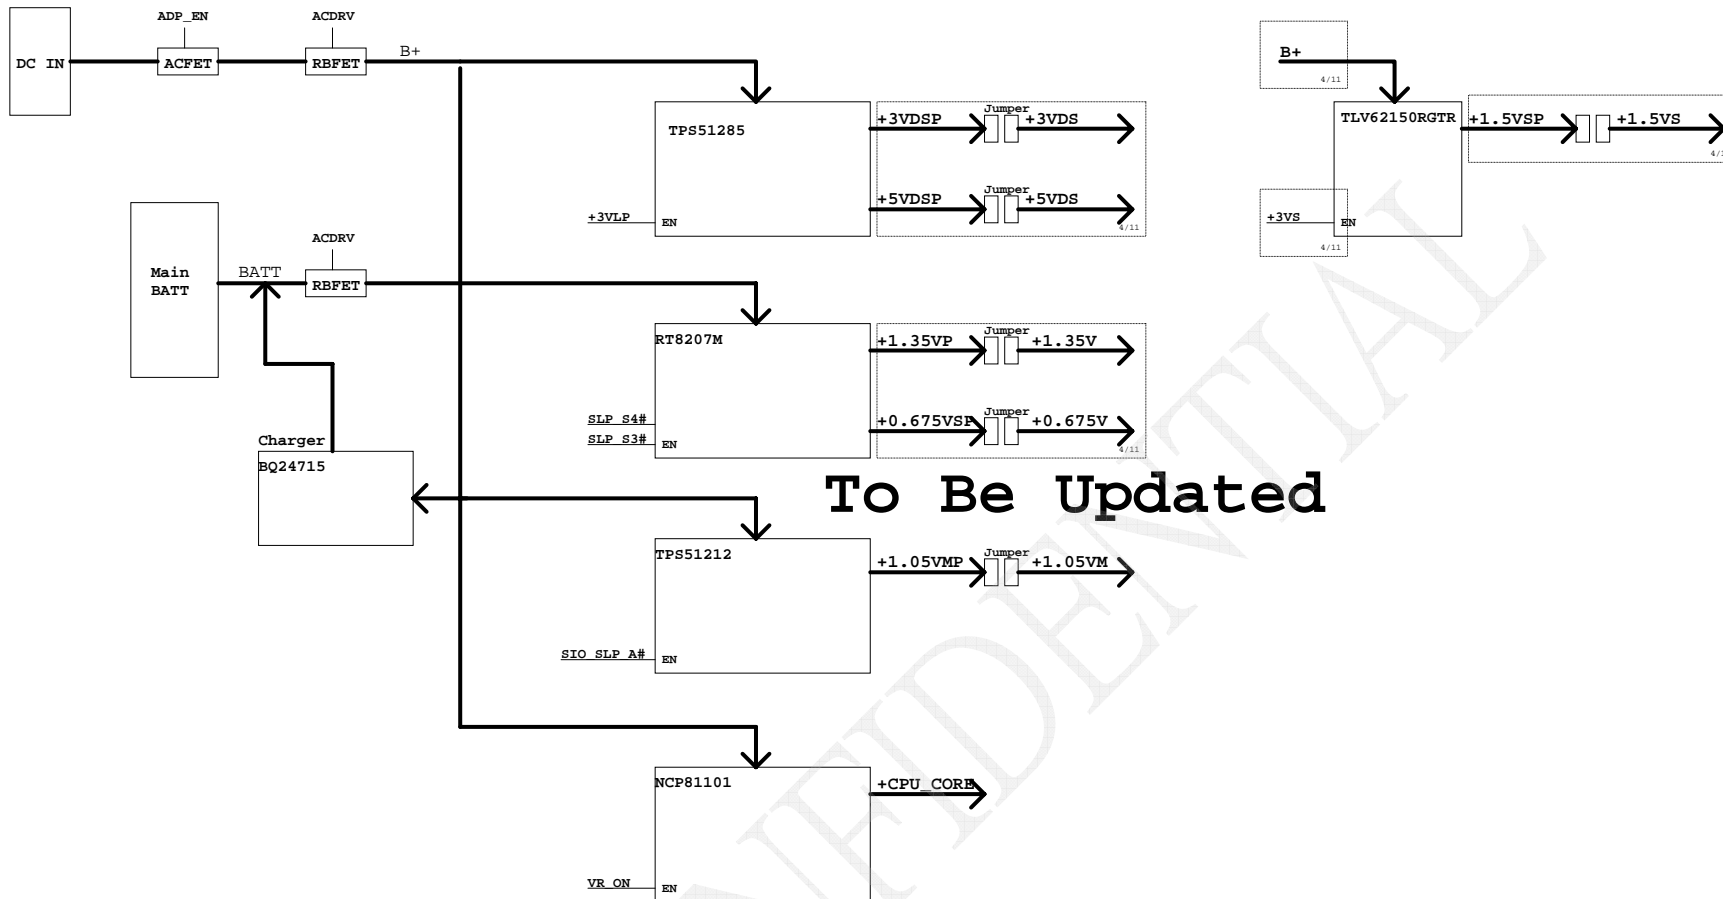 ADP_EN
ACDRV
B+
DC IN
ACFET
RBFET
B+
4/11
Jumper
+3VDSP
+3VDS
TPS51285
Jumper
+5VDSP
+5VDS
+3VLP
EN
4/11
TLV62150RGTR
+1.5VSP
+1.5VS
+3VS
EN
4/11
ACDRV
Main
BATT
BATT
RBFET
Jumper
RT8207M
+1.35VP
+1.35V
SLP_S4#
SLP_S3#
EN
Jumper
+0.675VSP
+0.675V
4/11
Charger
BQ24715
To Be Updated
TPS51212
Jumper
+1.05VMP
+1.05VM
SIO_SLP_A#
EN
NCP81101
+CPU_CORE
VR_ON
EN